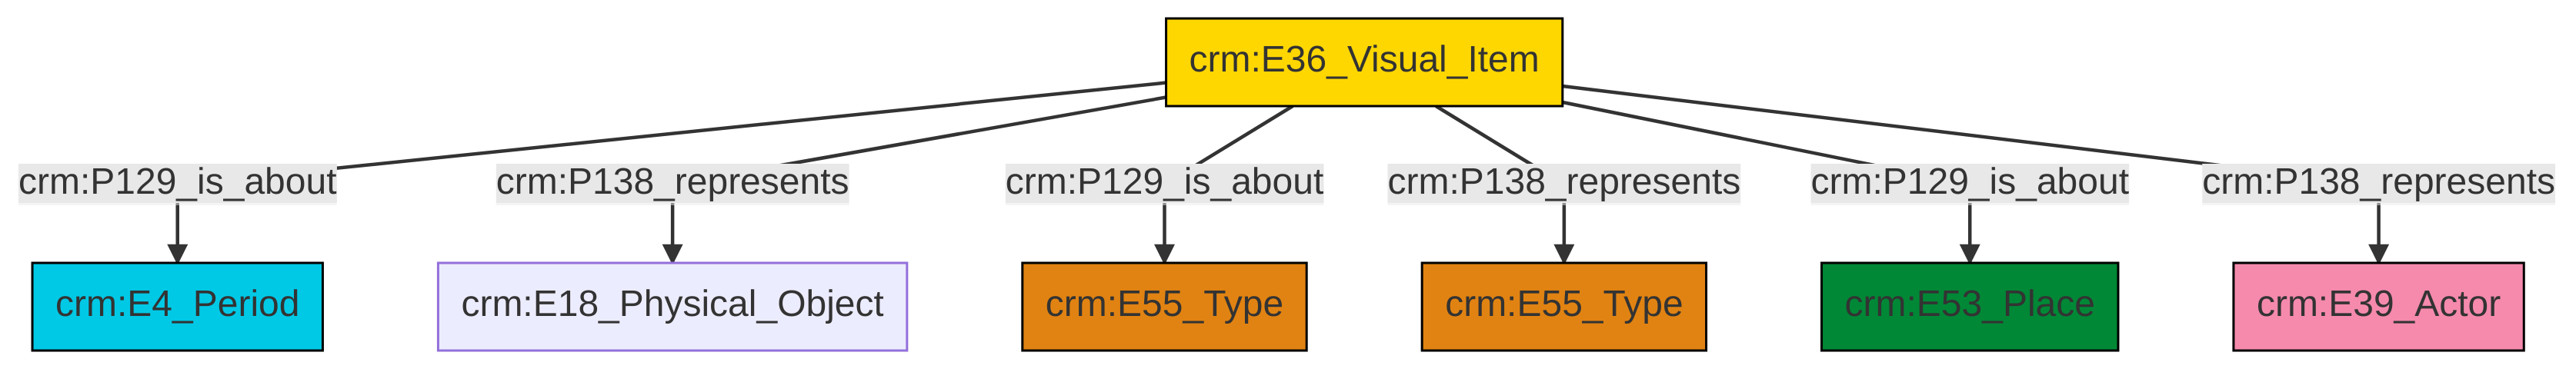 crm:E36_Visual_Item
crm:P129_is_about
crm:P138_represents
crm:P129_is_about
crm:P138_represents
crm:P129_is_about
crm:P138_represents
crm:E4_Period
crm:E18_Physical_Object
crm:E55_Type
crm:E55_Type
crm:E53_Place
crm:E39_Actor